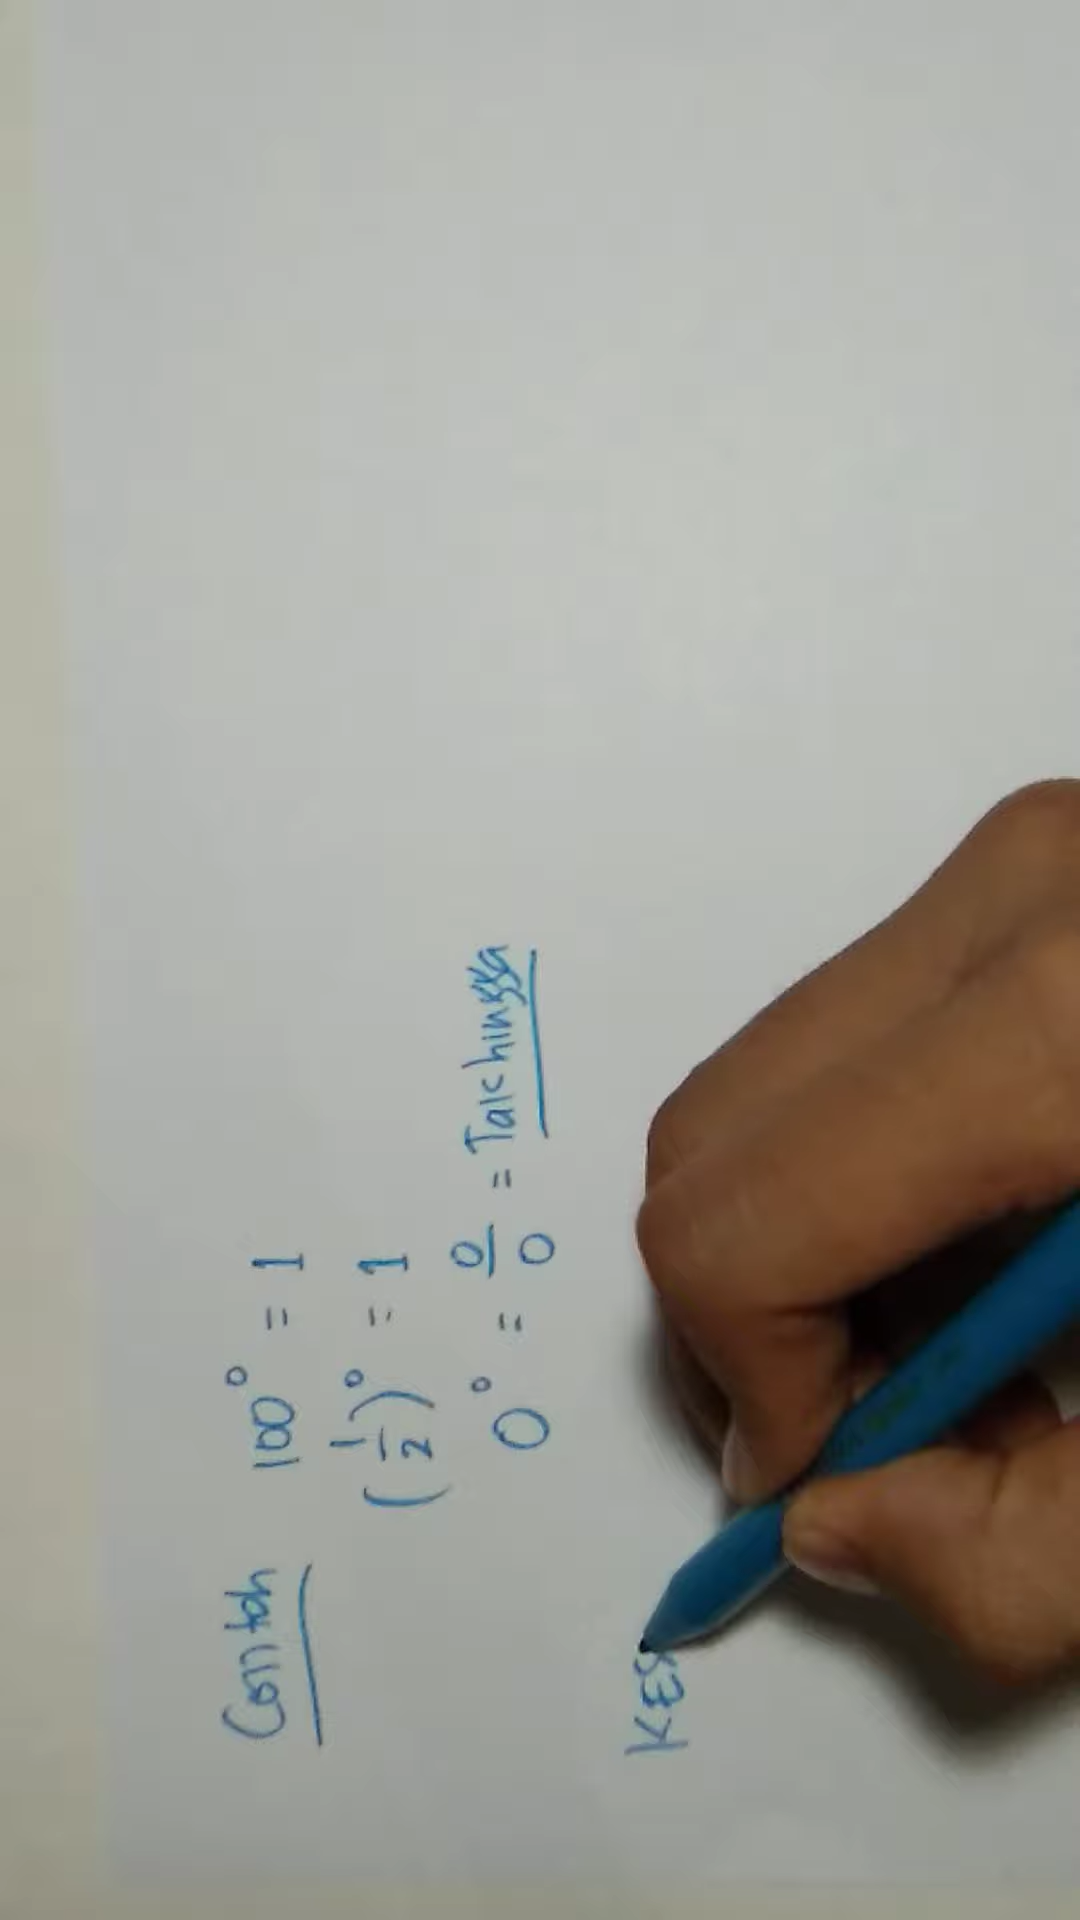 Contoh 100⁰ = 1
(1/2)⁰ = 1
0⁰ = 0/0 = Takhingga
KES